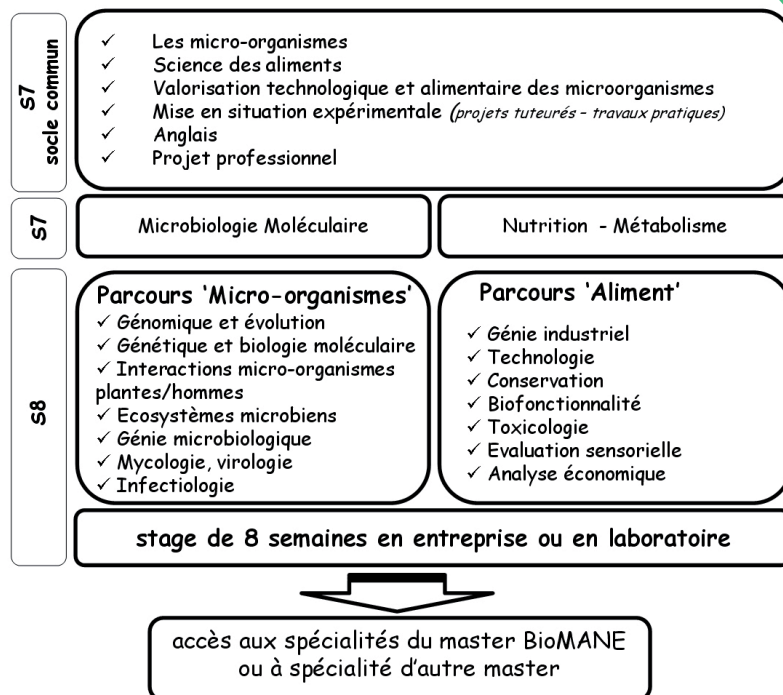 S7
socle commun
✓ Les micro-organismes
✓ Science des aliments
✓ Valorisation technologique et alimentaire des microorganismes
✓ Mise en situation expérimentale (projets tuteurés – travaux pratiques)
✓ Anglais
✓ Projet professionnel
S7
Microbiologie Moléculaire
Nutrition - Métabolisme
S8
Parcours ‘Micro-organismes’
✓ Génomique et évolution
✓ Génétique et biologie moléculaire
✓ Interactions micro-organismes
plantes/hommes
✓ Ecosystèmes microbiens
✓ Génie microbiologique
✓ Mycologie, virologie
✓ Infectiologie
Parcours ‘Aliment’
✓ Génie industriel
✓ Technologie
✓ Conservation
✓ Biofonctionnalité
✓ Toxicologie
✓ Evaluation sensorielle
✓ Analyse économique
stage de 8 semaines en entreprise ou en laboratoire
accès aux spécialités du master BioMANE
ou à spécialité d’autre master